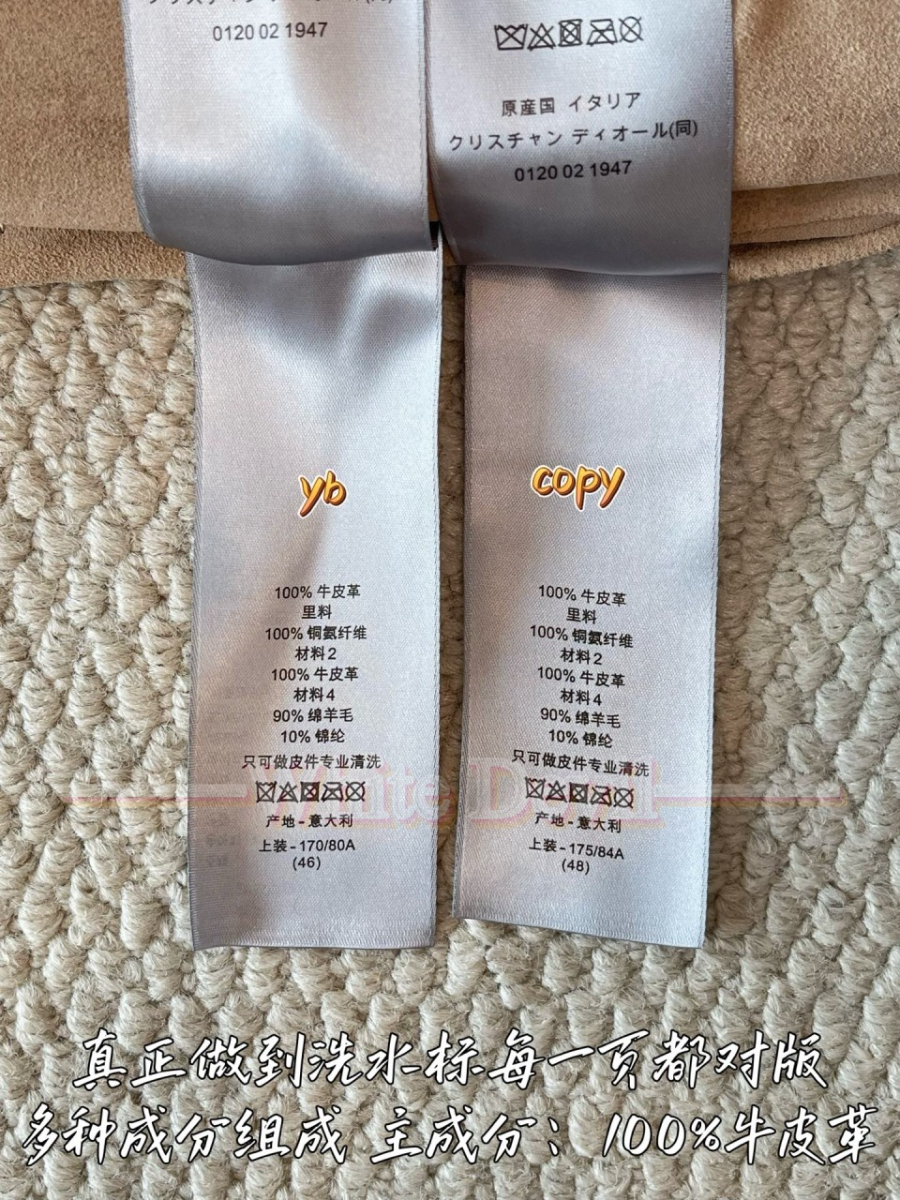 0120 02 1947
原産国 イタリア
クリスチャン ディオール(同)
0120 02 1947
yb
100% 牛皮革
里料
100% 铜氨纤维
材料2
100% 牛皮革
材料4
90% 绵羊毛
10% 锦纶
只可做皮件专业清洗
产地-意大利
上装-170/80A
(46)
copy
100% 牛皮革
里料
100% 铜氨纤维
材料2
100% 牛皮革
材料4
90% 绵羊毛
10% 锦纶
只可做皮件专业清洗
产地-意大利
上装-175/84A
(48)
真正做到洗水标每一页都对版
多种成分组成 主成分：100%牛皮革